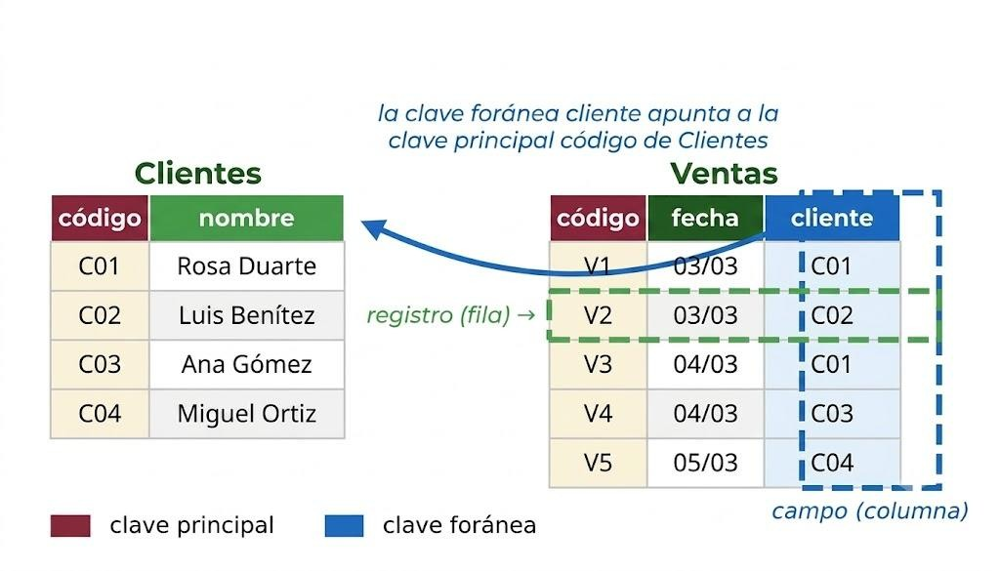 la clave foránea cliente apunta a la
clave principal código de Clientes
Clientes
código nombre
C01 Rosa Duarte
C02 Luis Benítez
C03 Ana Gómez
C04 Miguel Ortiz
registro (fila) →
Ventas
código fecha cliente
V1 03/03 C01
V2 03/03 C02
V3 04/03 C01
V4 04/03 C03
V5 05/03 C04
campo (columna)
clave principal clave foránea